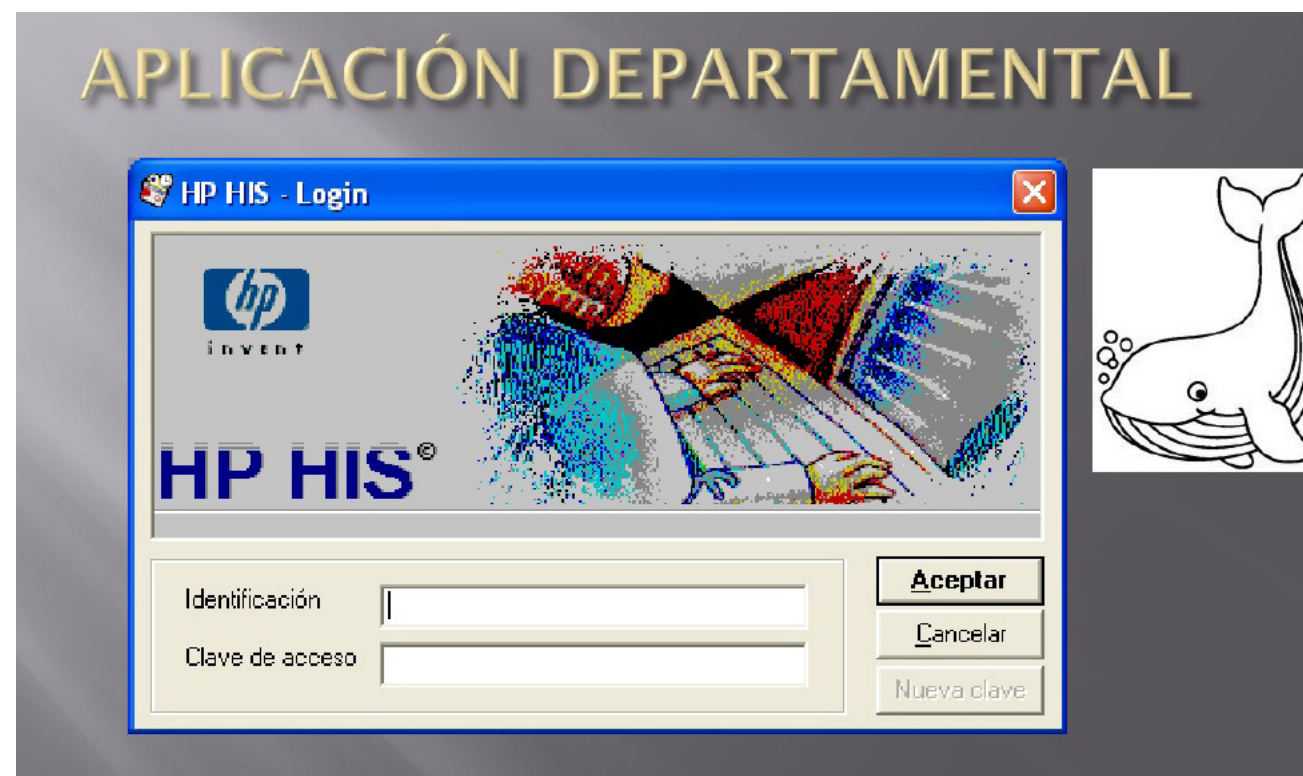 APLICACIÓN DEPARTAMENTAL
HP HIS - Login
hp
invent
HP HIS©
Identificación
Clave de acceso
Aceptar
Cancelar
Nueva clave